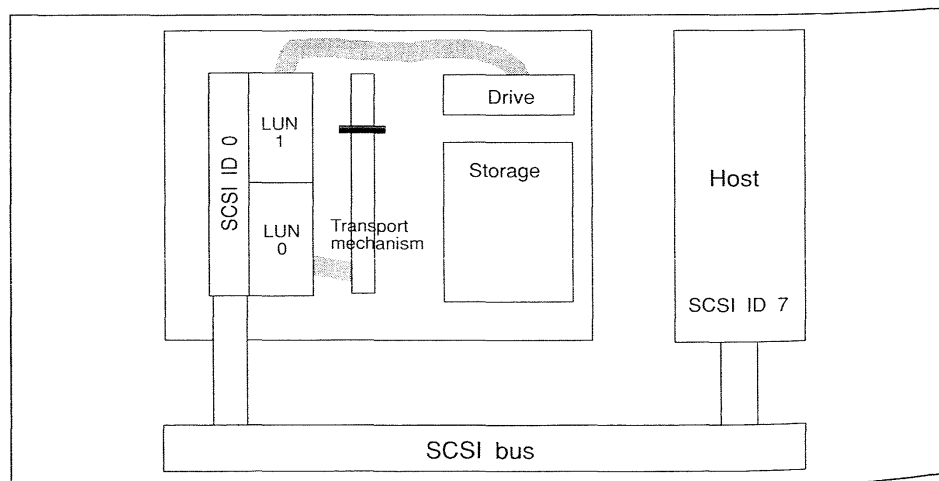 SCSI ID 0
LUN
1
LUN
0
Transport
mechanism
Drive
Storage
Host
SCSI ID 7
SCSI bus